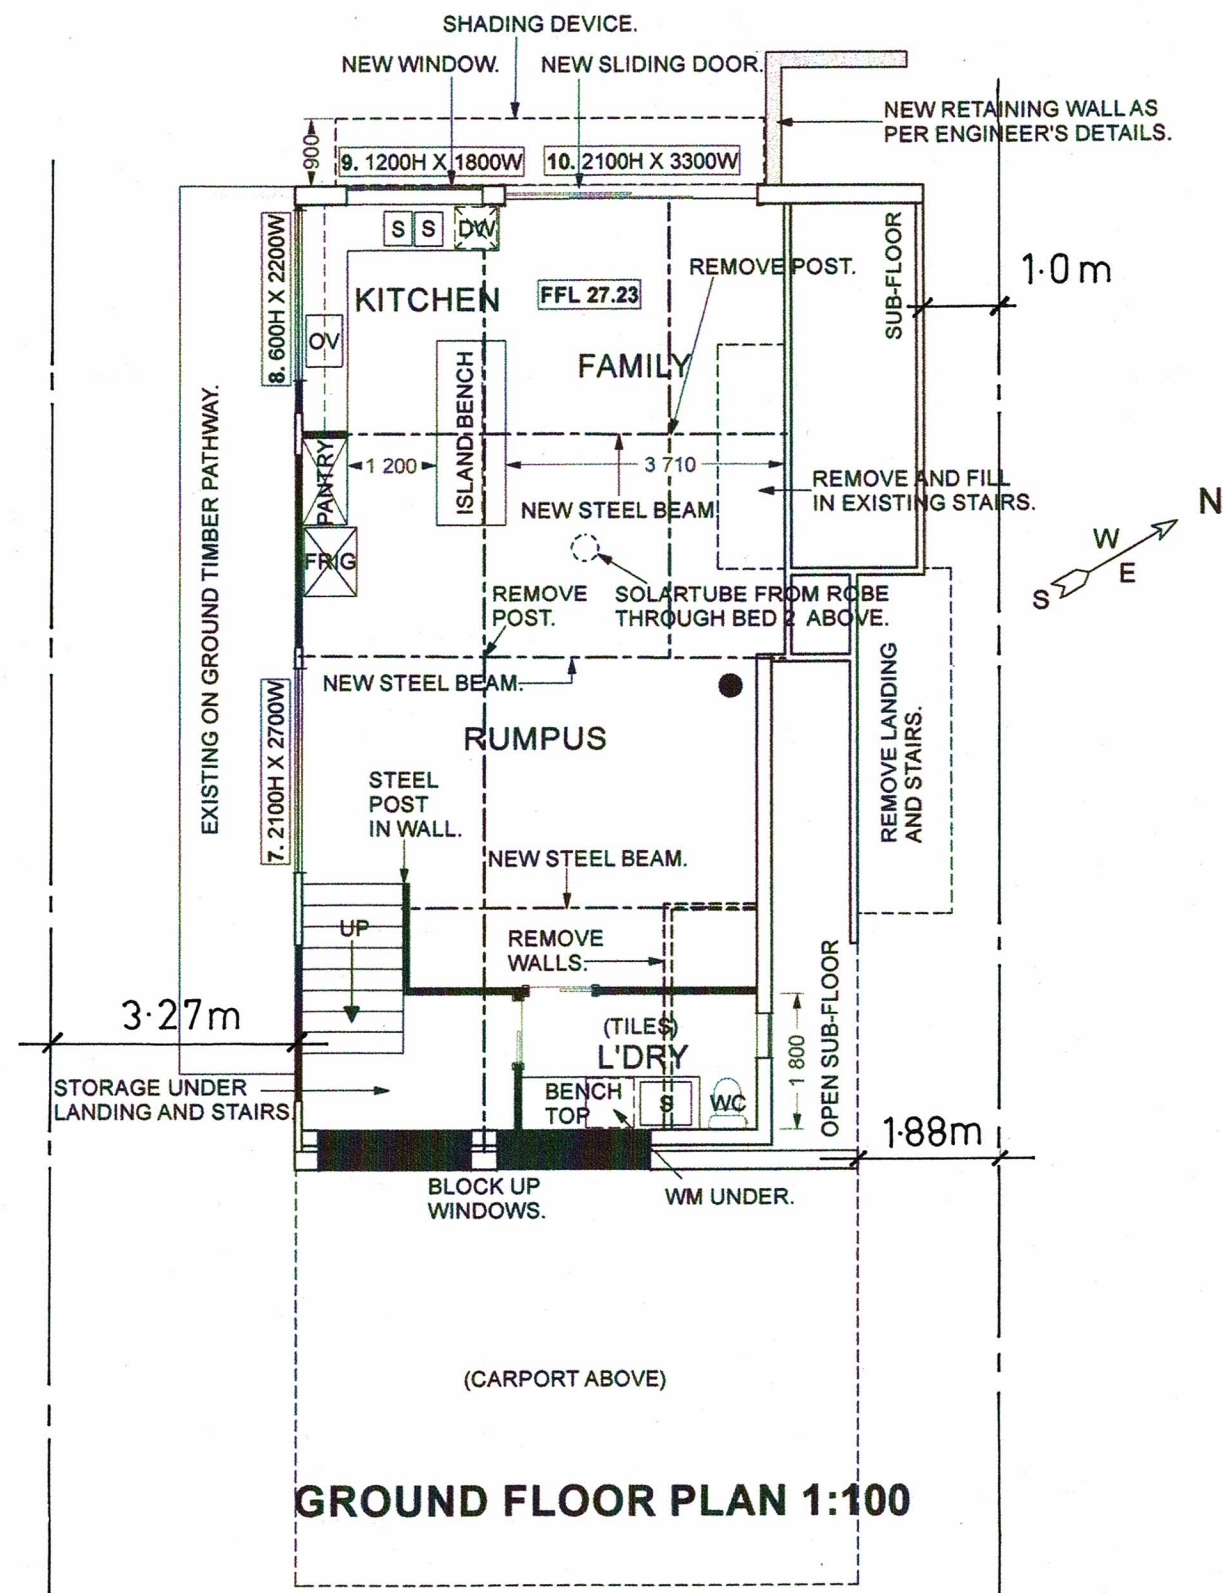 SHADING DEVICE.
NEW WINDOW.
NEW SLIDING DOOR.
NEW RETAINING WALL AS
PER ENGINEER'S DETAILS.
900
9. 1200H X 1800W
10. 2100H X 3300W
8. 600H X 2200W
S
S
DW
SUB-FLOOR
REMOVE POST.
1.0m
KITCHEN
FFL 27.23
OV
FAMILY
ISLAND BENCH
EXISTING ON GROUND TIMBER PATHWAY.
PANTRY
1 200
3 710
REMOVE AND FILL
IN EXISTING STAIRS.
NEW STEEL BEAM
N
W
E
S
FRIG
REMOVE
POST.
SOLARTUBE FROM ROBE
THROUGH BED 2 ABOVE.
NEW STEEL BEAM.
7. 2100H X 2700W
RUMPUS
REMOVE LANDING
AND STAIRS.
STEEL
POST
IN WALL.
NEW STEEL BEAM.
UP
REMOVE
WALLS.
OPEN SUB-FLOOR
3.27m
(TILES)
L'DRY
1 800
STORAGE UNDER
LANDING AND STAIRS.
BENCH
TOP
S
WC
1.88m
BLOCK UP
WINDOWS.
WM UNDER.
(CARPORT ABOVE)
GROUND FLOOR PLAN 1:100